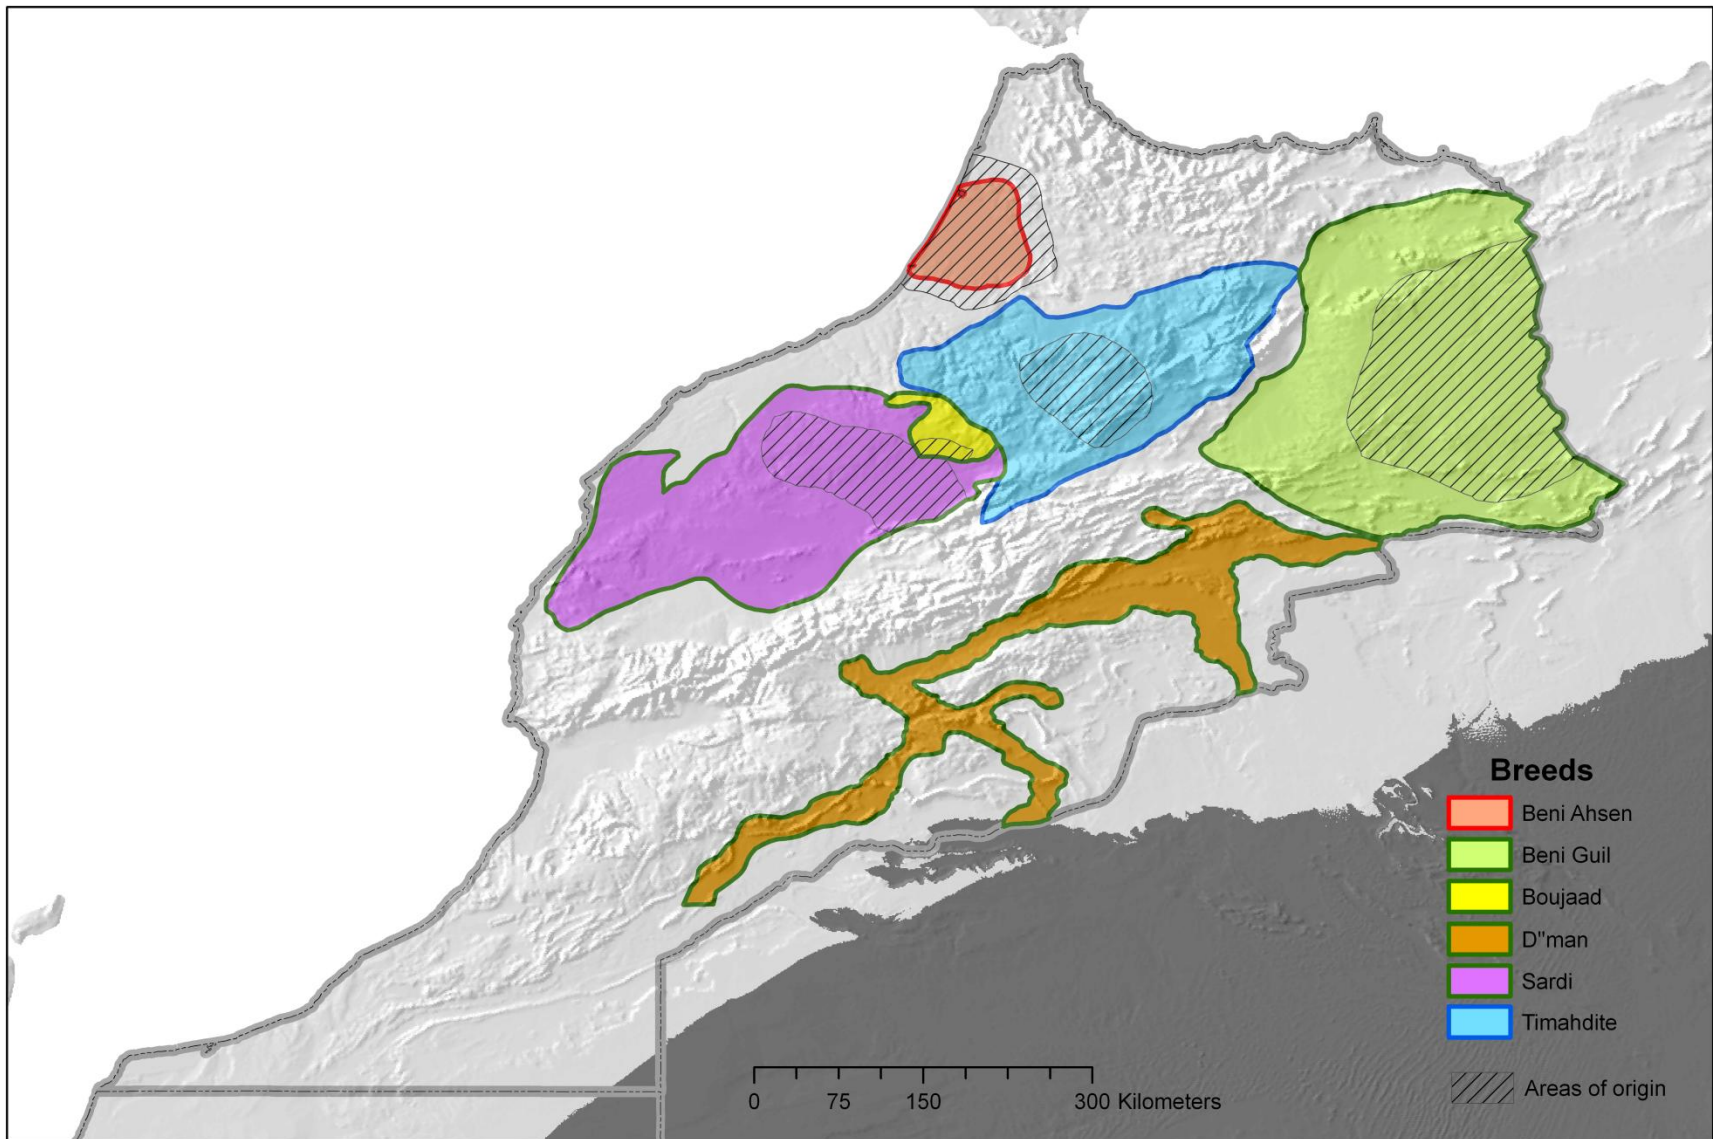 Breeds
Beni Ahsen
Beni Guil
Boujaad
D"man
Sardi
Timahdite
Areas of origin
0 75 150 300 Kilometers